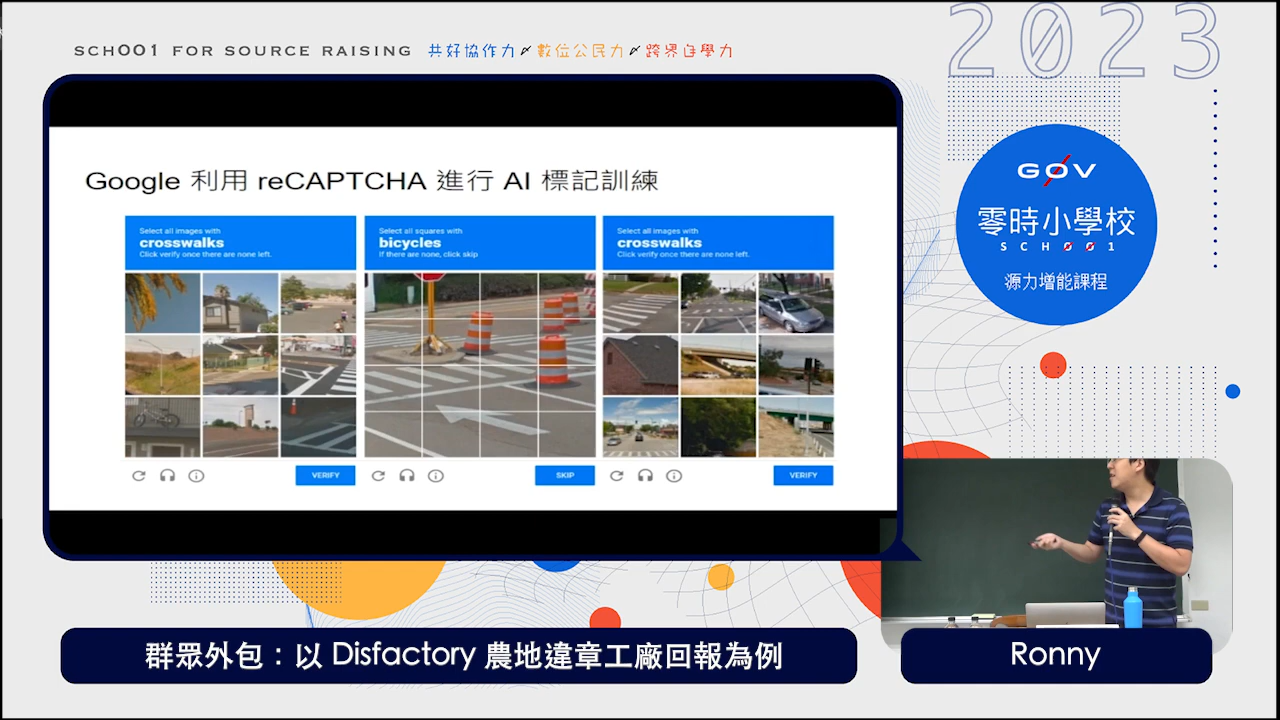 SCH001 FOR SOURCE RAISING 共好協作力〆數位公民力〆跨界自學力
2023
G0V
零時小學校
SCH001
源力增能課程
Google 利用 reCAPTCHA 進行 AI 標記訓練
Select all images with
crosswalks
Click verify once there are none left.
VERIFY
Select all squares with
bicycles
If there are none, click skip
SKIP
Select all images with
crosswalks
Click verify once there are none left.
VERIFY
群眾外包：以 Disfactory 農地違章工廠回報為例
Ronny